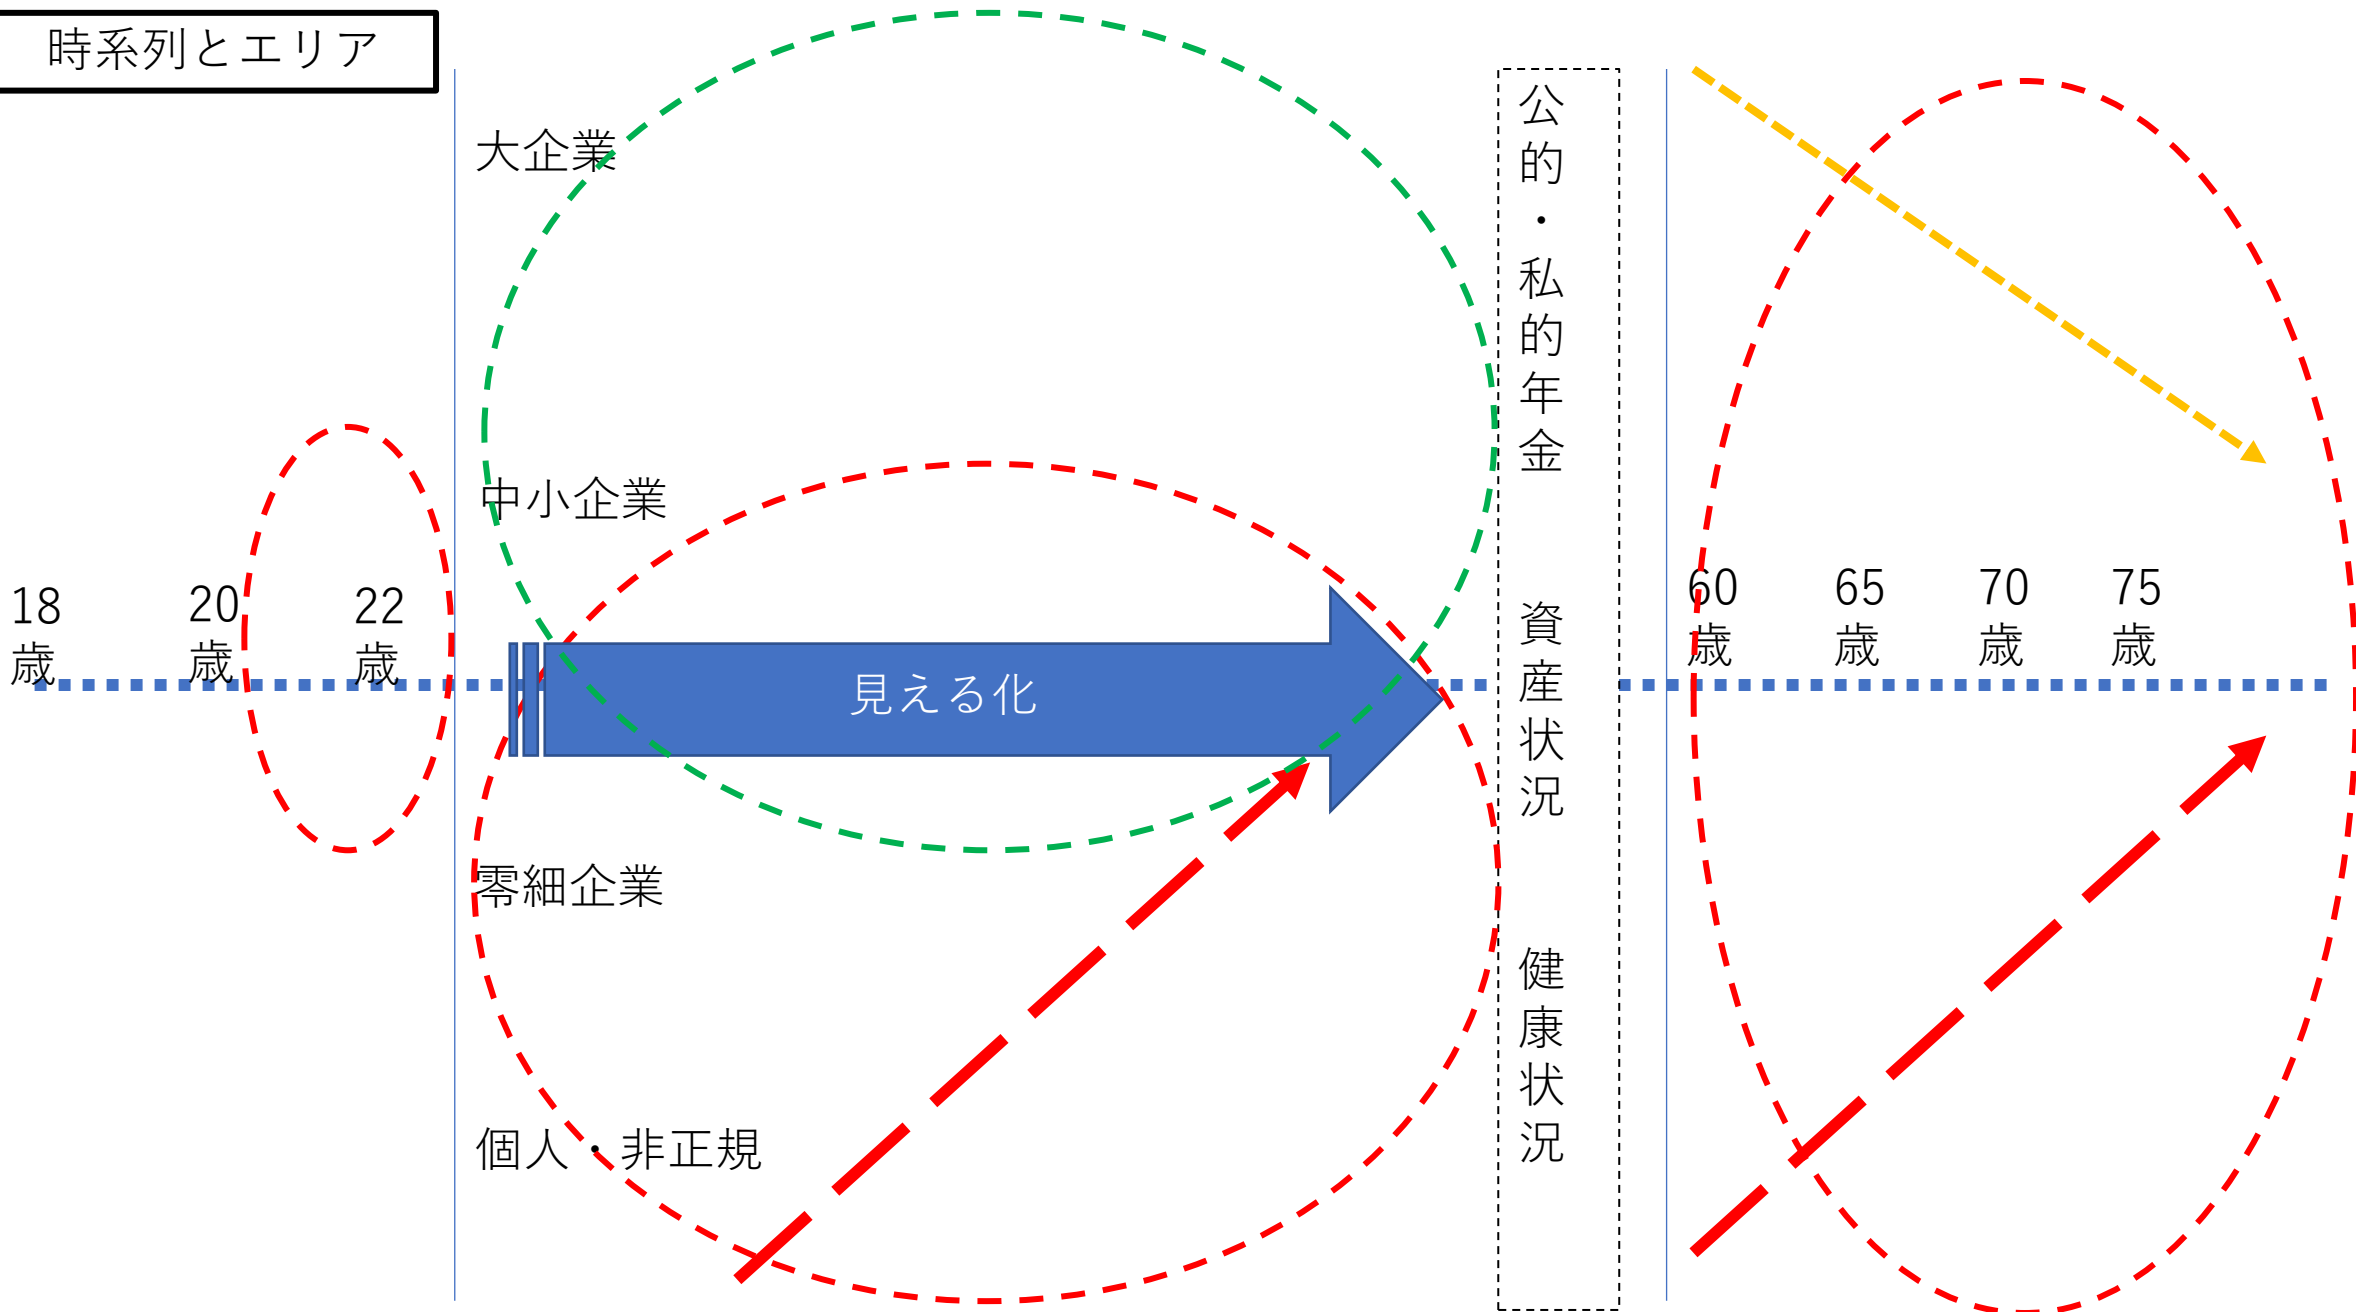 時系列とエリア
大企業
中小企業
零細企業
個人・非正規
18
歳
20
歳
22
歳
見える化
公的・私的年金　資産状況　健康状況
60
歳
65
歳
70
歳
75
歳